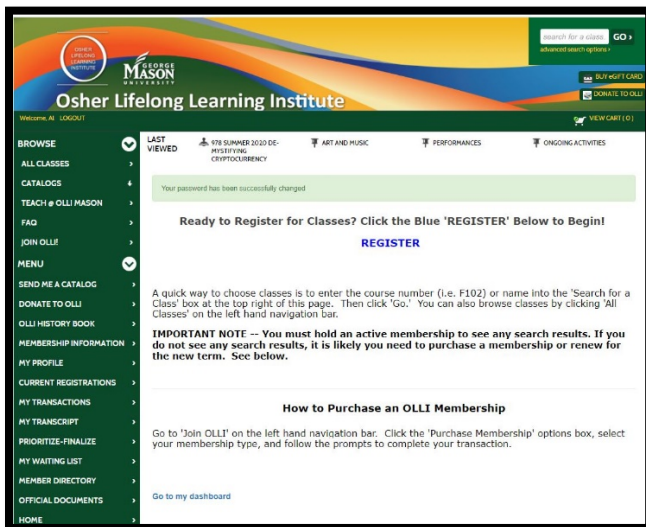 OSHER
LIFELONG
LEARNING
INSTITUTE
GEORGE
MASON
UNIVERSITY
Osher Lifelong Learning Institute
search for a class GO ›
advanced search options ›
BUY eGIFT CARD
DONATE TO OLLI
Welcome, Al LOGOUT
VIEW CART ( 0 )
BROWSE
ALL CLASSES
CATALOGS
TEACH @ OLLI MASON
FAQ
JOIN OLLI!
MENU
SEND ME A CATALOG
DONATE TO OLLI
OLLI HISTORY BOOK
MEMBERSHIP INFORMATION
MY PROFILE
CURRENT REGISTRATIONS
MY TRANSACTIONS
MY TRANSCRIPT
PRIORITIZE-FINALIZE
MY WAITING LIST
MEMBER DIRECTORY
OFFICIAL DOCUMENTS
HOME
LAST
VIEWED
978 SUMMER 2020 DE-
MYSTIFYING
CRYPTOCURRENCY
ART AND MUSIC
PERFORMANCES
ONGOING ACTIVITIES
Your password has been successfully changed
Ready to Register for Classes? Click the Blue 'REGISTER' Below to Begin!
REGISTER
A quick way to choose classes is to enter the course number (i.e. F102) or name into the 'Search for a
Class' box at the top right of this page. Then click 'Go.' You can also browse classes by clicking 'All
Classes' on the left hand navigation bar.
IMPORTANT NOTE -- You must hold an active membership to see any search results. If you
do not see any search results, it is likely you need to purchase a membership or renew for
the new term. See below.
How to Purchase an OLLI Membership
Go to 'Join OLLI' on the left hand navigation bar. Click the 'Purchase Membership' options box, select
your membership type, and follow the prompts to complete your transaction.
Go to my dashboard